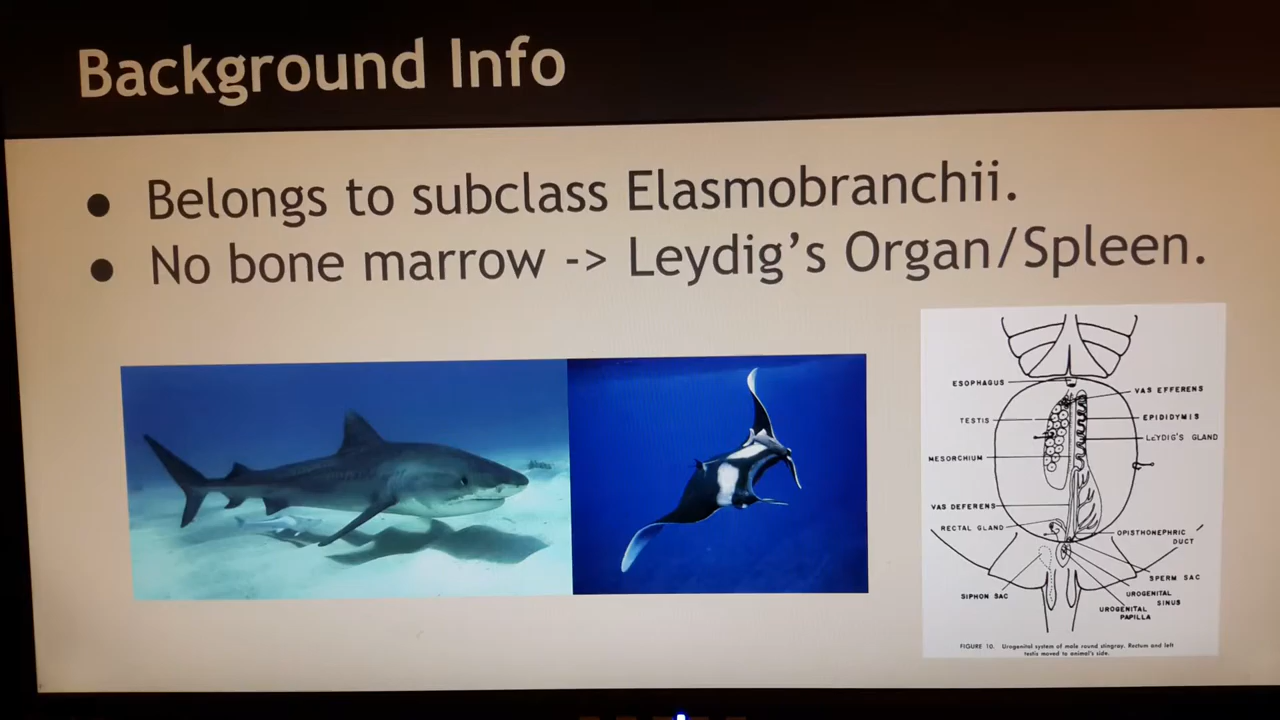 Background Info
● Belongs to subclass Elasmobranchii.
● No bone marrow -> Leydig's Organ/Spleen.
ESOPHAGUS
VAS EFFERENS
TESTIS
EPIDIDYMIS
LEYDIG'S GLAND
MESORCHIUM
VAS DEFERENS
RECTAL GLAND
OPISTHONEPHRIC
DUCT
SPERM SAC
SIPHON SAC
UROGENITAL
SINUS
UROGENITAL
PAPILLA
FIGURE 10. Urogenital system of male round stingray. Rectum and left
testis moved to animal's side.